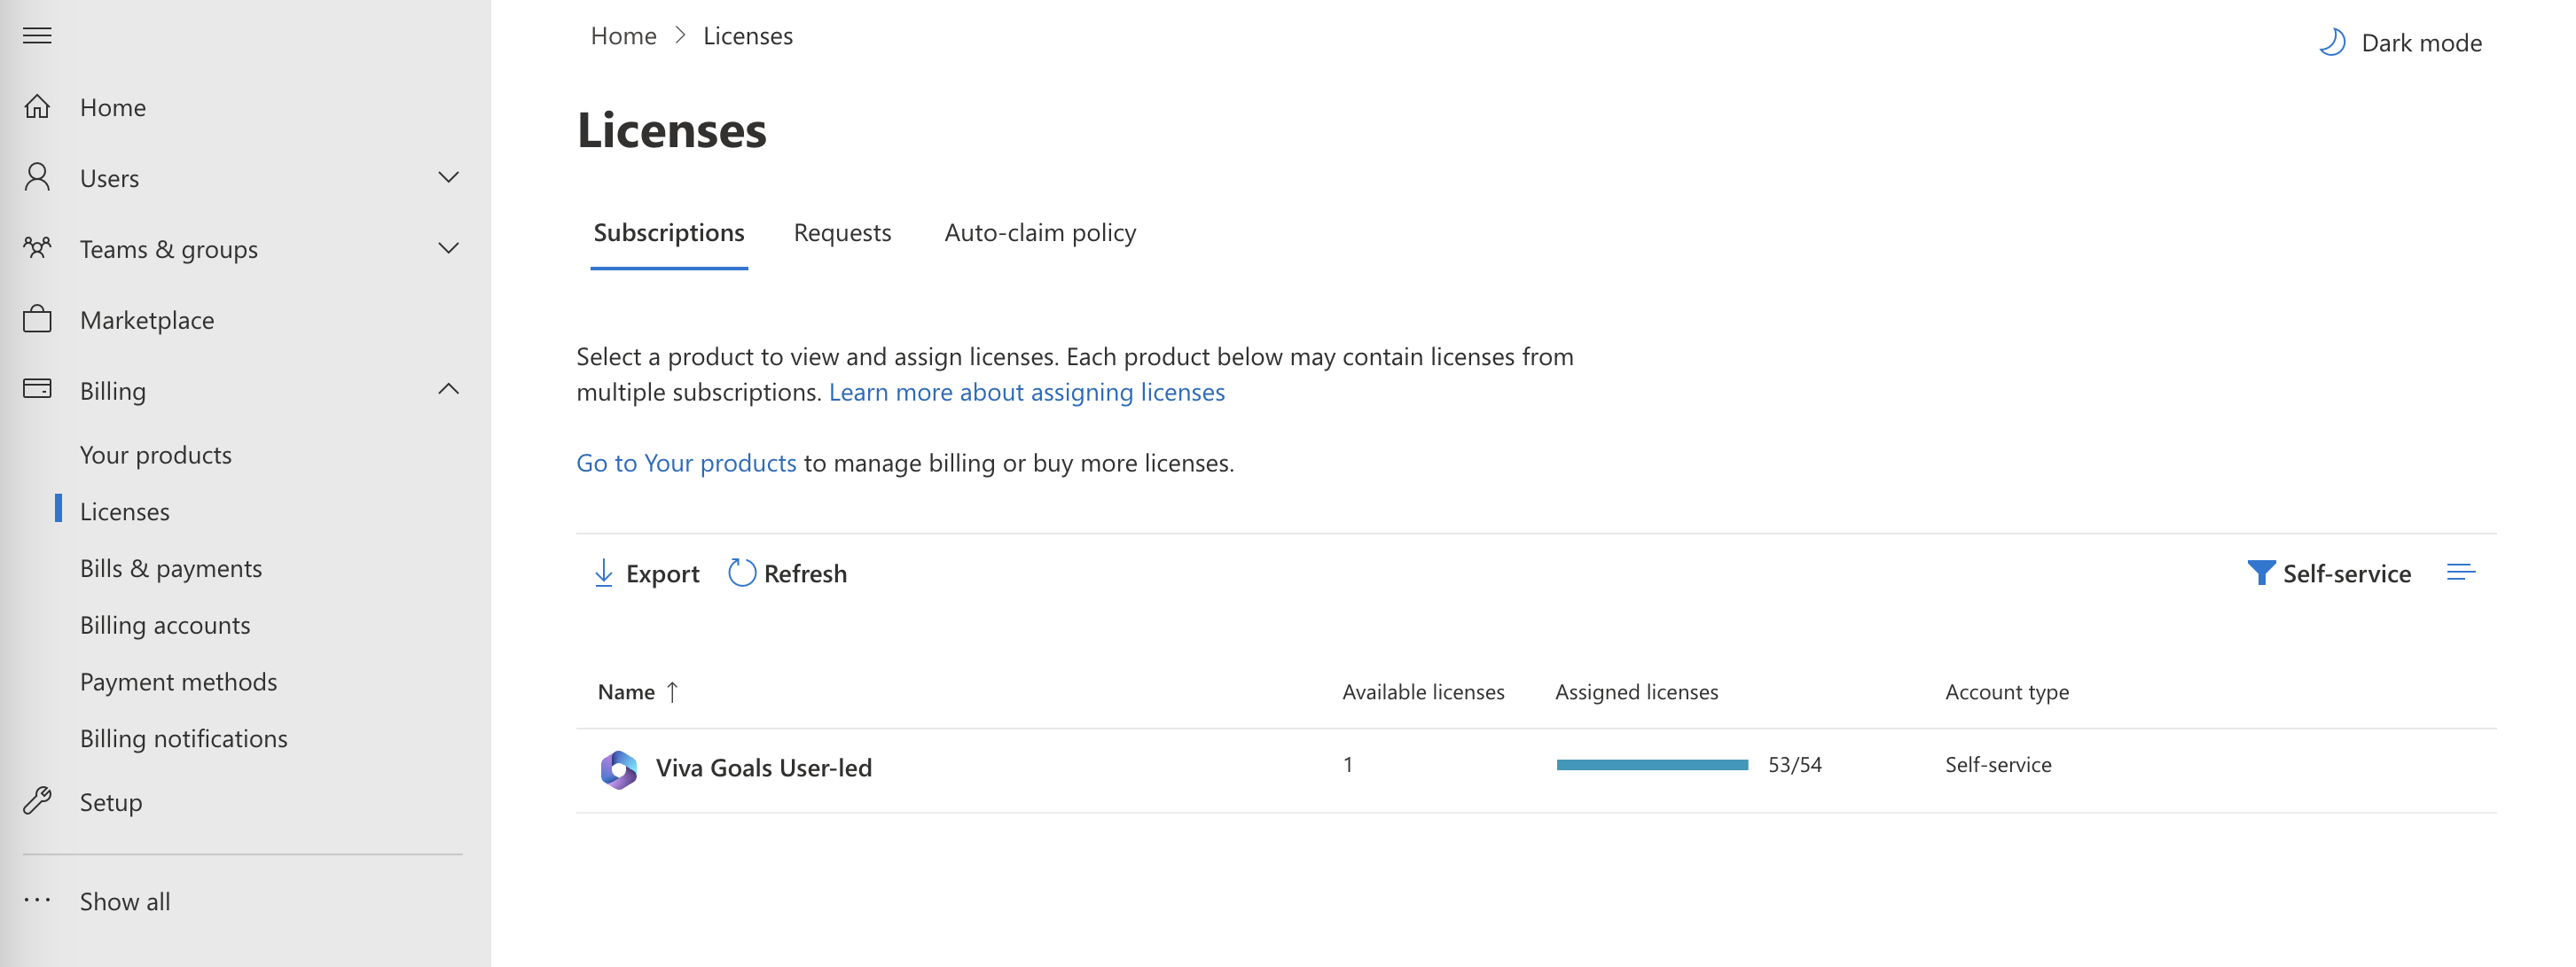 Home
Users
Teams & groups
Marketplace
Billing
Your products
Licenses
Bills & payments
Billing accounts
Payment methods
Billing notifications
Setup
Show all
Home > Licenses
Dark mode
Licenses
Subscriptions Requests Auto-claim policy
Select a product to view and assign licenses. Each product below may contain licenses from
multiple subscriptions. Learn more about assigning licenses
Go to Your products to manage billing or buy more licenses.
Export Refresh Self-service
Name ↑ Available licenses Assigned licenses Account type
Viva Goals User-led 1 53/54 Self-service